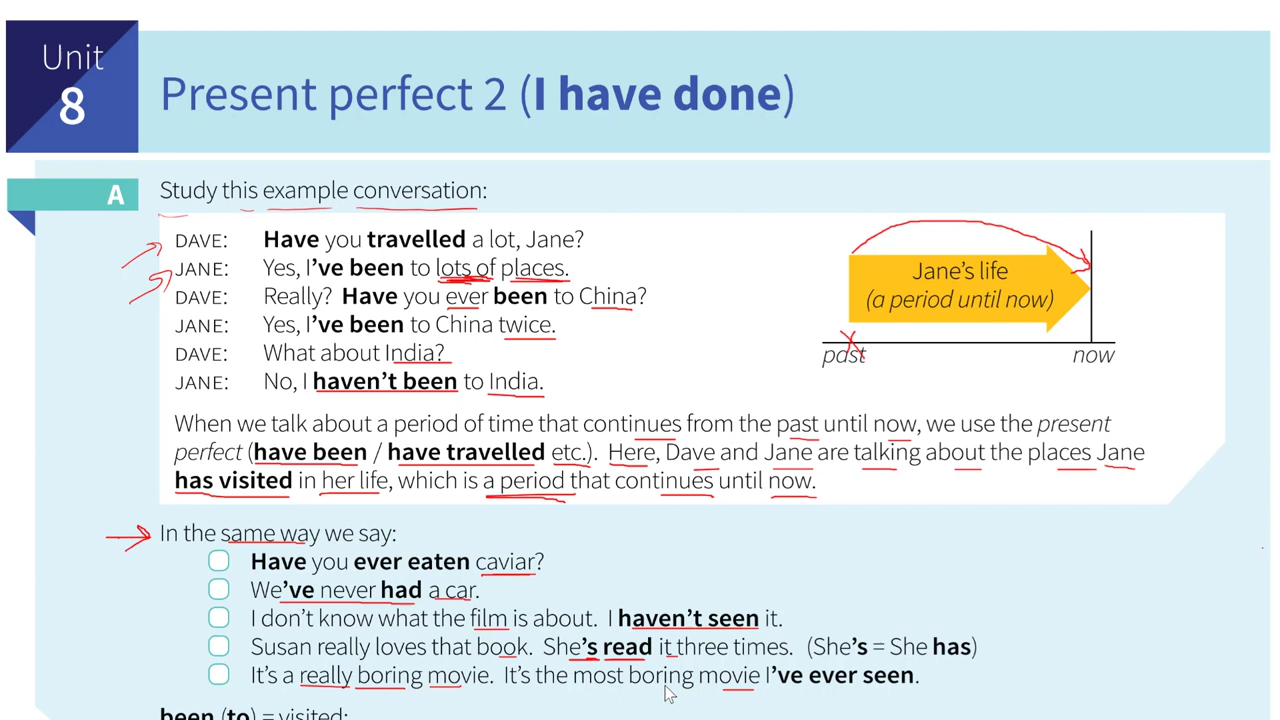 Unit
8
Present perfect 2 (I have done)
A
Study this example conversation:
DAVE: Have you travelled a lot, Jane?
JANE: Yes, I've been to lots of places.
DAVE: Really? Have you ever been to China?
JANE: Yes, I've been to China twice.
DAVE: What about India?
JANE: No, I haven't been to India.
Jane's life
(a period until now)
past now
When we talk about a period of time that continues from the past until now, we use the present
perfect (have been / have travelled etc.). Here, Dave and Jane are talking about the places Jane
has visited in her life, which is a period that continues until now.
In the same way we say:
Have you ever eaten caviar?
We've never had a car.
I don't know what the film is about. I haven't seen it.
Susan really loves that book. She's read it three times. (She's = She has)
It's a really boring movie. It's the most boring movie I've ever seen.
been (to) = visited: